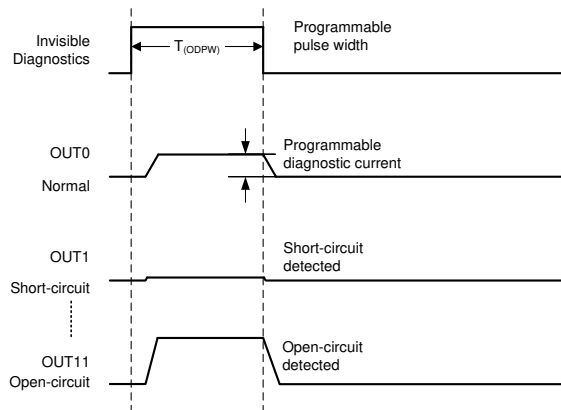 Invisible
Diagnostics
T(ODPW)
Programmable
pulse width
OUT0
Normal
Programmable
diagnostic current
OUT1
Short-circuit
Short-circuit
detected
OUT11
Open-circuit
Open-circuit
detected